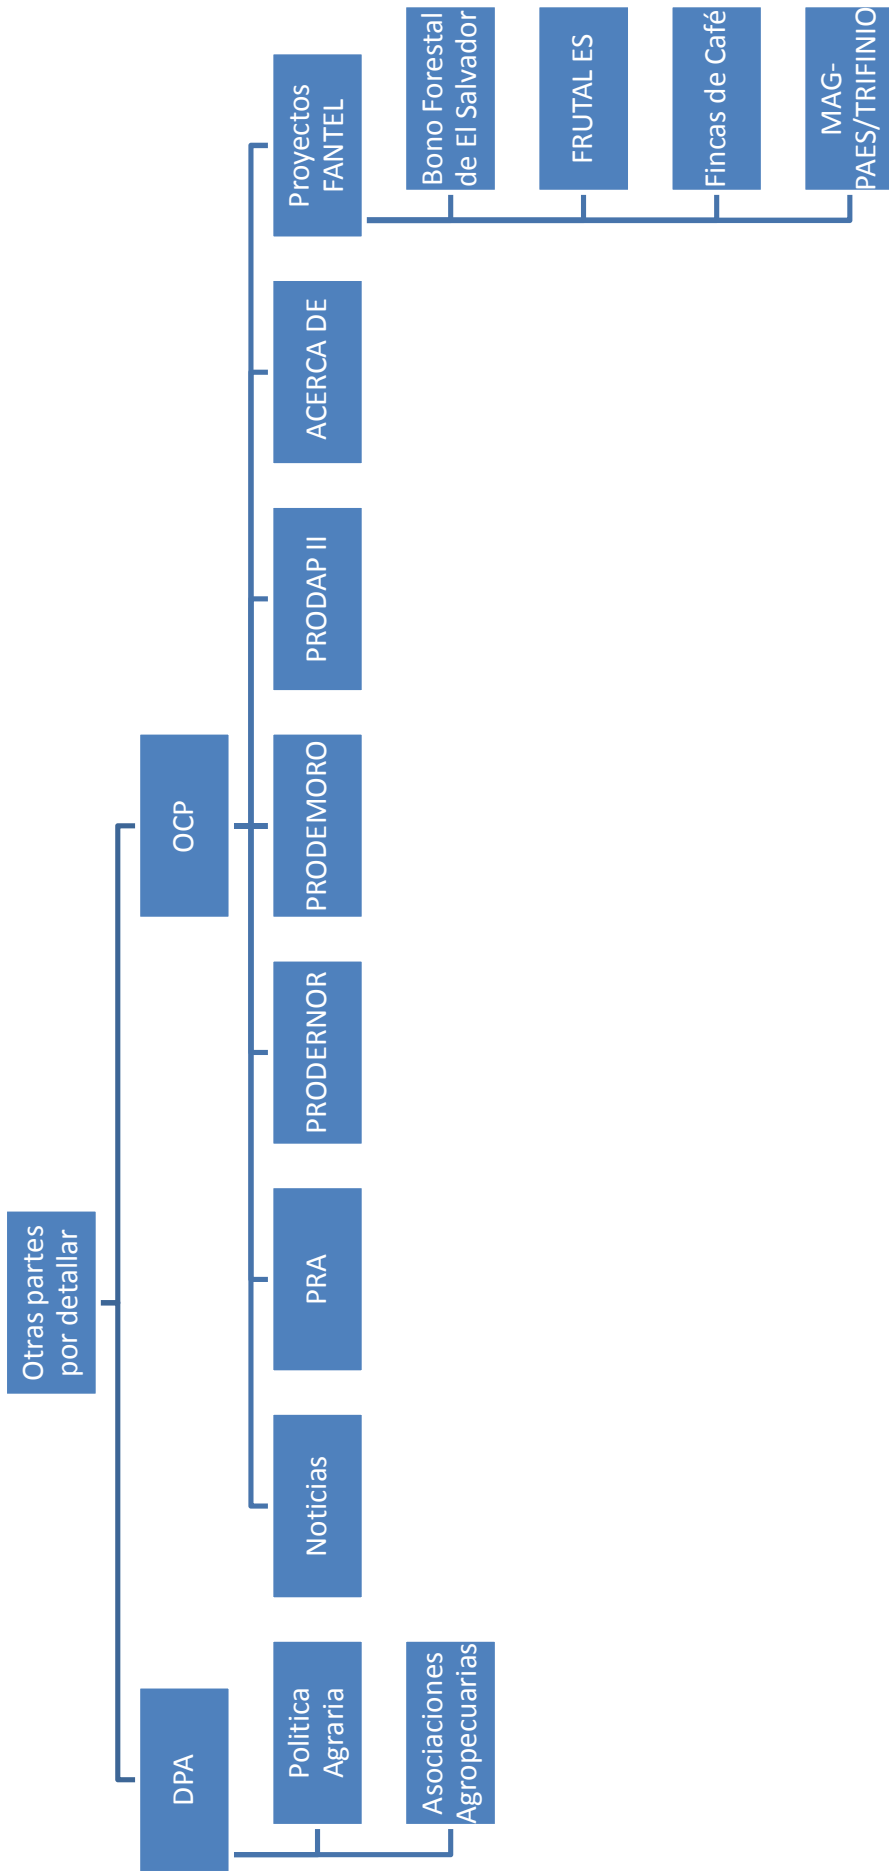 Otras partes
por detallar
DPA
OCP
Politica
Agraria
Asociaciones
Agropecuarias
Noticias
PRA
PRODERNOR
PRODEMORO
PRODAP II
ACERCA DE
Proyectos
FANTEL
Bono Forestal
de El Salvador
FRUTAL ES
Fincas de Café
MAG-
PAES/TRIFINIO